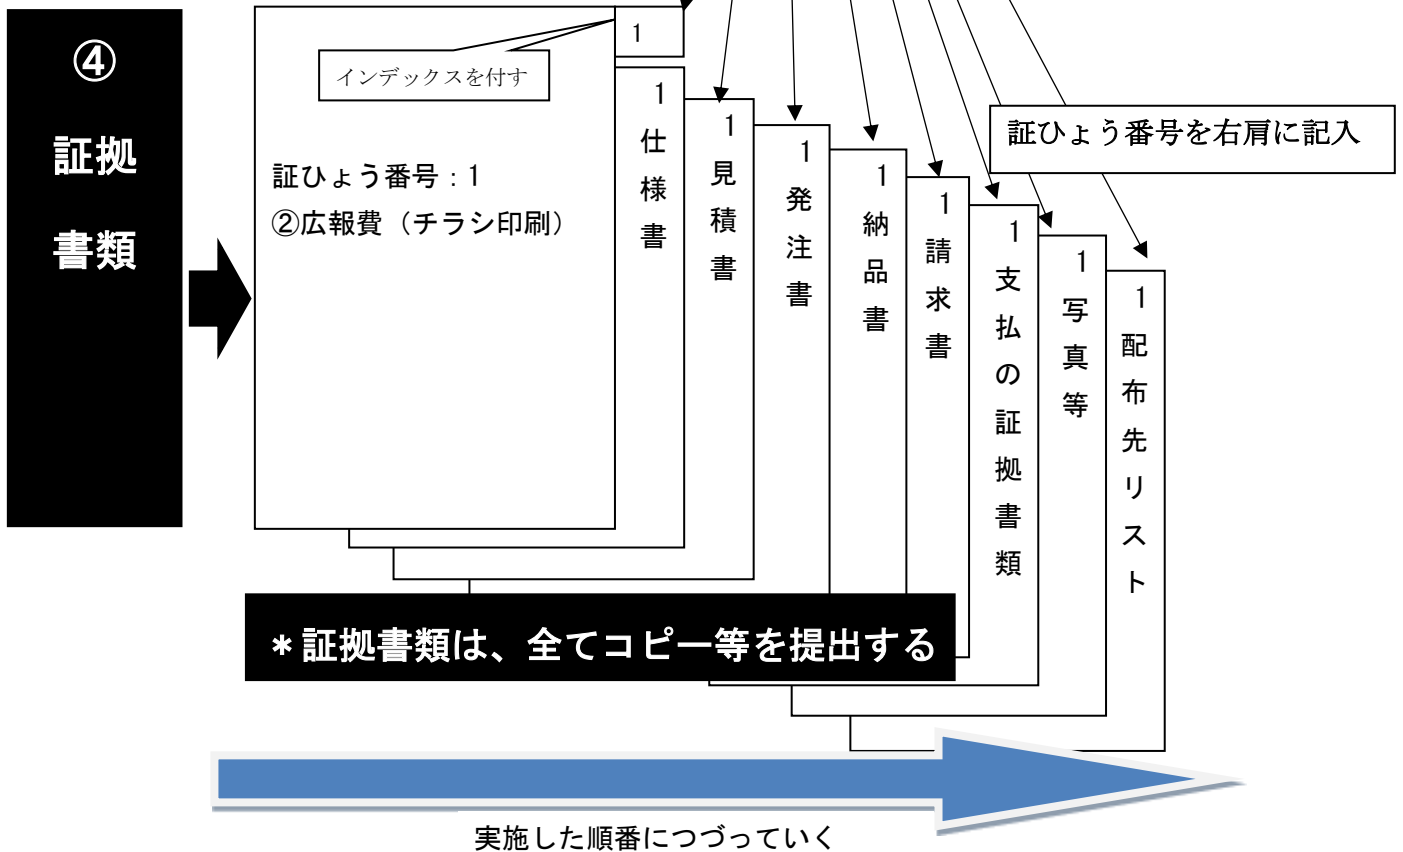 ④
証拠
書類
1
インデックスを付す
証ひょう番号：1
②広報費（チラシ印刷）
1仕様書
1見積書
1発注書
1納品書
1請求書
1支払の証拠書類
1写真等
1配布先リスト
証ひょう番号を右肩に記入
＊証拠書類は、全てコピー等を提出する
実施した順番につづっていく